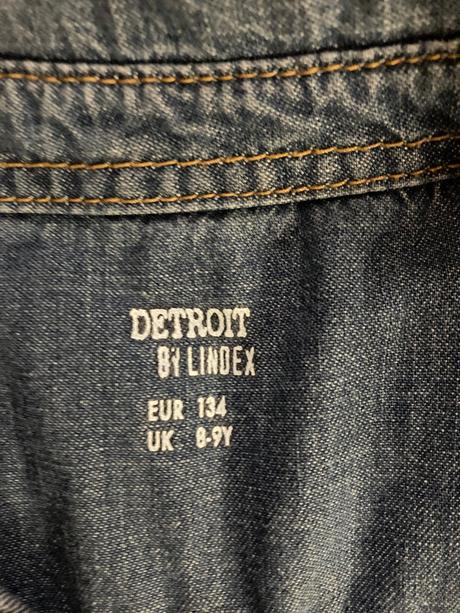 DETROIT
BY LINDEX
EUR 134
UK 8-9Y